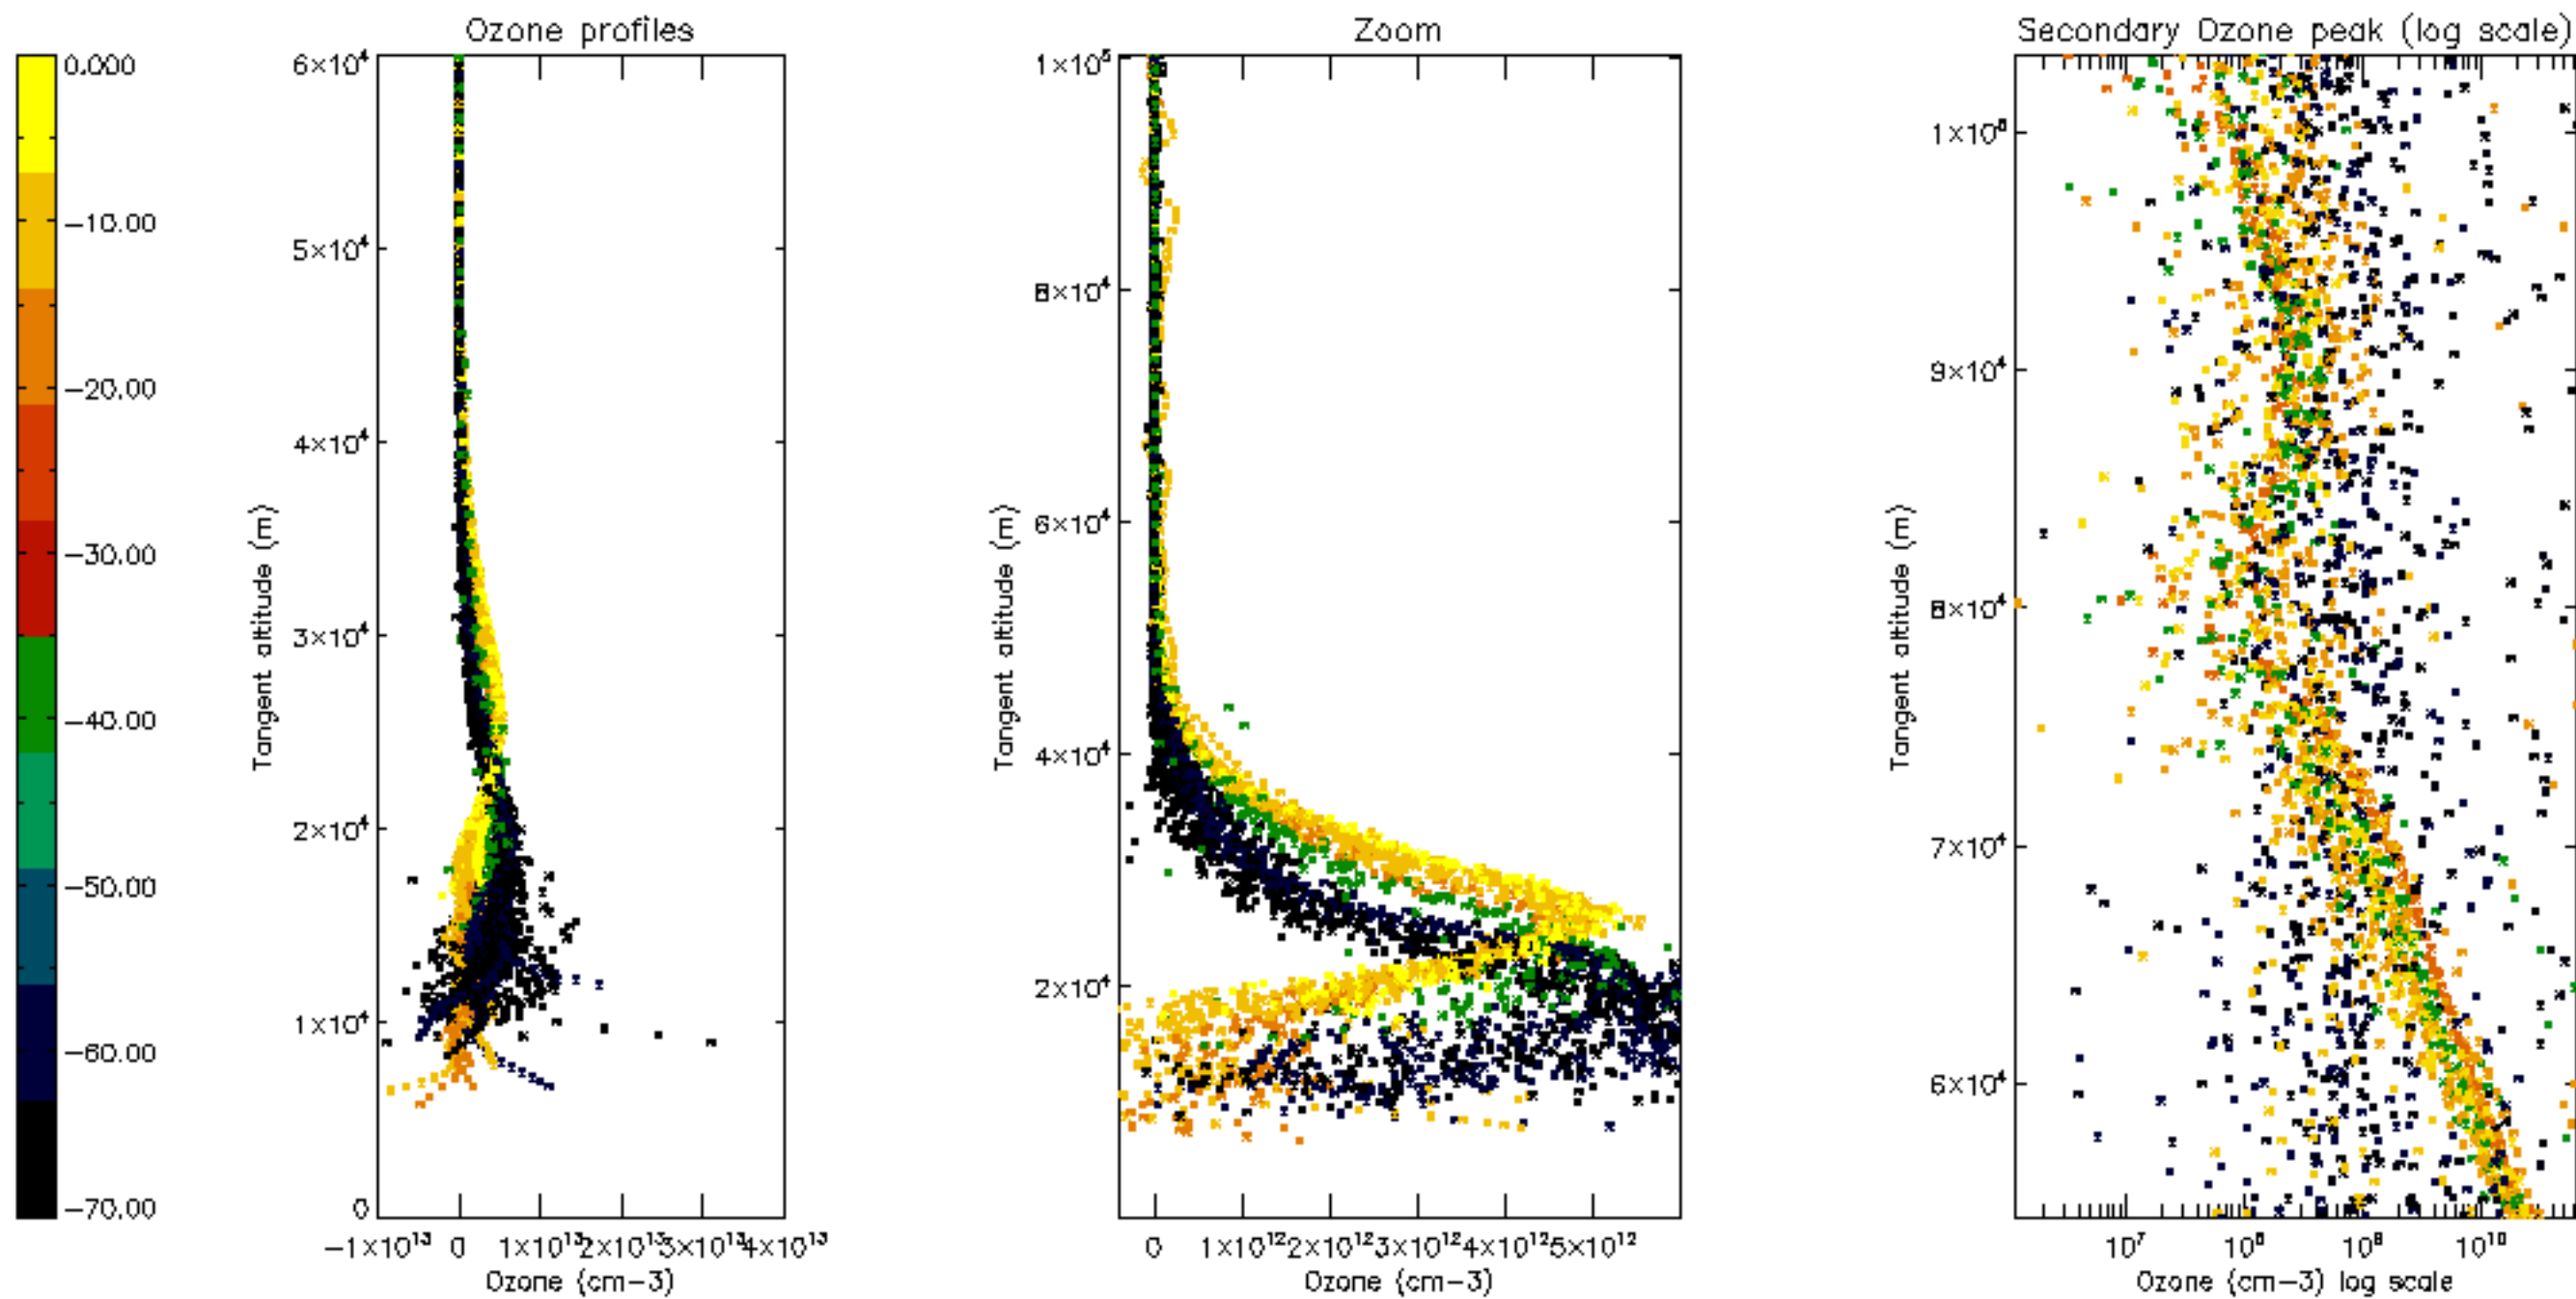 Ozone profiles
Zoom
Secondary Ozone peak (log scale)
0.000
−10.00
−20.00
−30.00
−40.00
−50.00
−60.00
−70.00
6×10⁴
5×10⁴
4×10⁴
3×10⁴
2×10⁴
1×10⁴
0
Tangent altitude (m)
−1×10¹³ 0 1×10¹³ 2×10¹³ 3×10¹³ 4×10¹³
Ozone (cm−3)
1×10⁵
8×10⁴
6×10⁴
4×10⁴
2×10⁴
Tangent altitude (m)
0 1×10¹² 2×10¹² 3×10¹² 4×10¹² 5×10¹²
Ozone (cm−3)
9×10⁴
8×10⁴
7×10⁴
6×10⁴
Tangent altitude (m)
10⁷ 10⁸ 10⁹ 10¹⁰
Ozone (cm−3) log scale